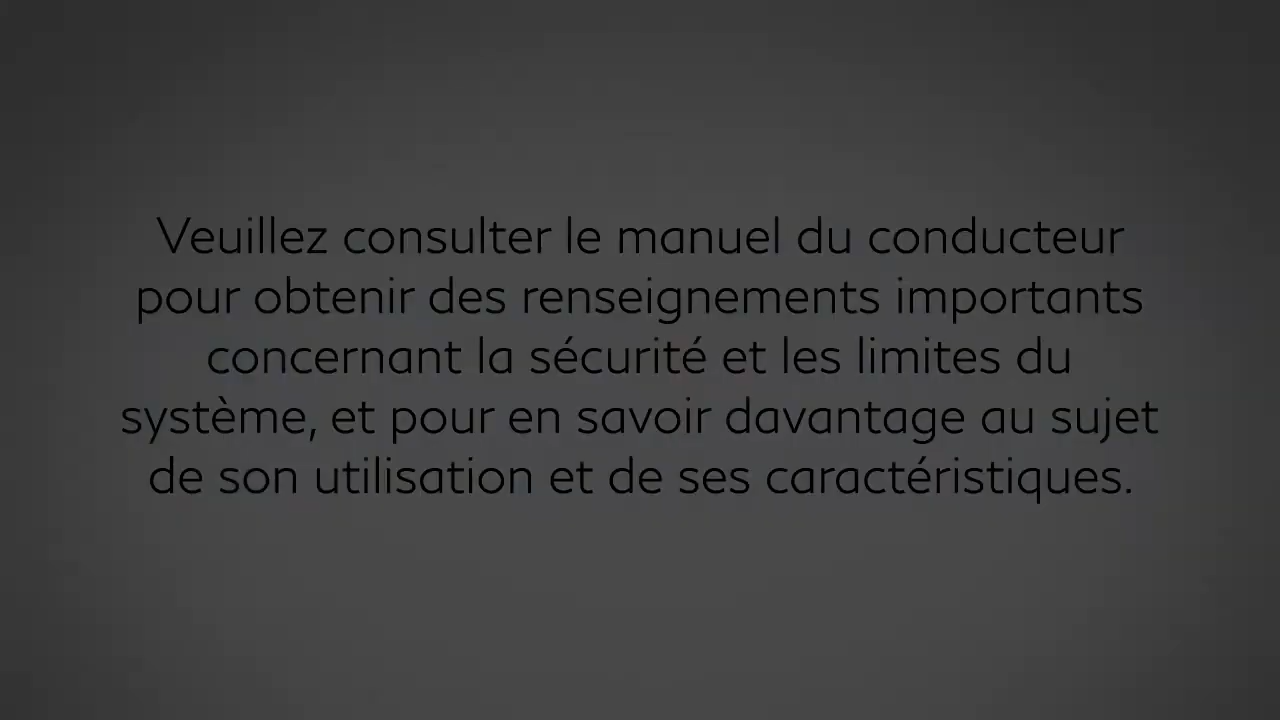 Veuillez consulter le manuel du conducteur
pour obtenir des renseignements importants
concernant la sécurité et les limites du
système, et pour en savoir davantage au sujet
de son utilisation et de ses caractéristiques.